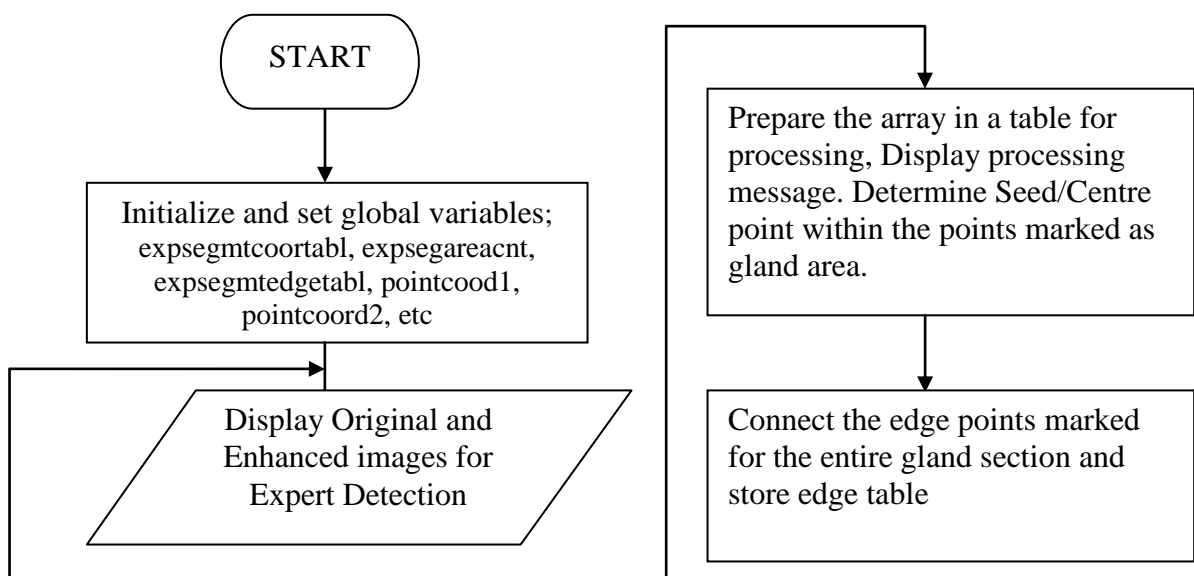 START
Initialize and set global variables;
expsegmtcoortabl, expsegareacnt,
expsegmtedgetabl, pointcood1,
pointcoord2, etc
Display Original and
Enhanced images for
Expert Detection
Prepare the array in a table for
processing, Display processing
message. Determine Seed/Centre
point within the points marked as
gland area.
Connect the edge points marked
for the entire gland section and
store edge table